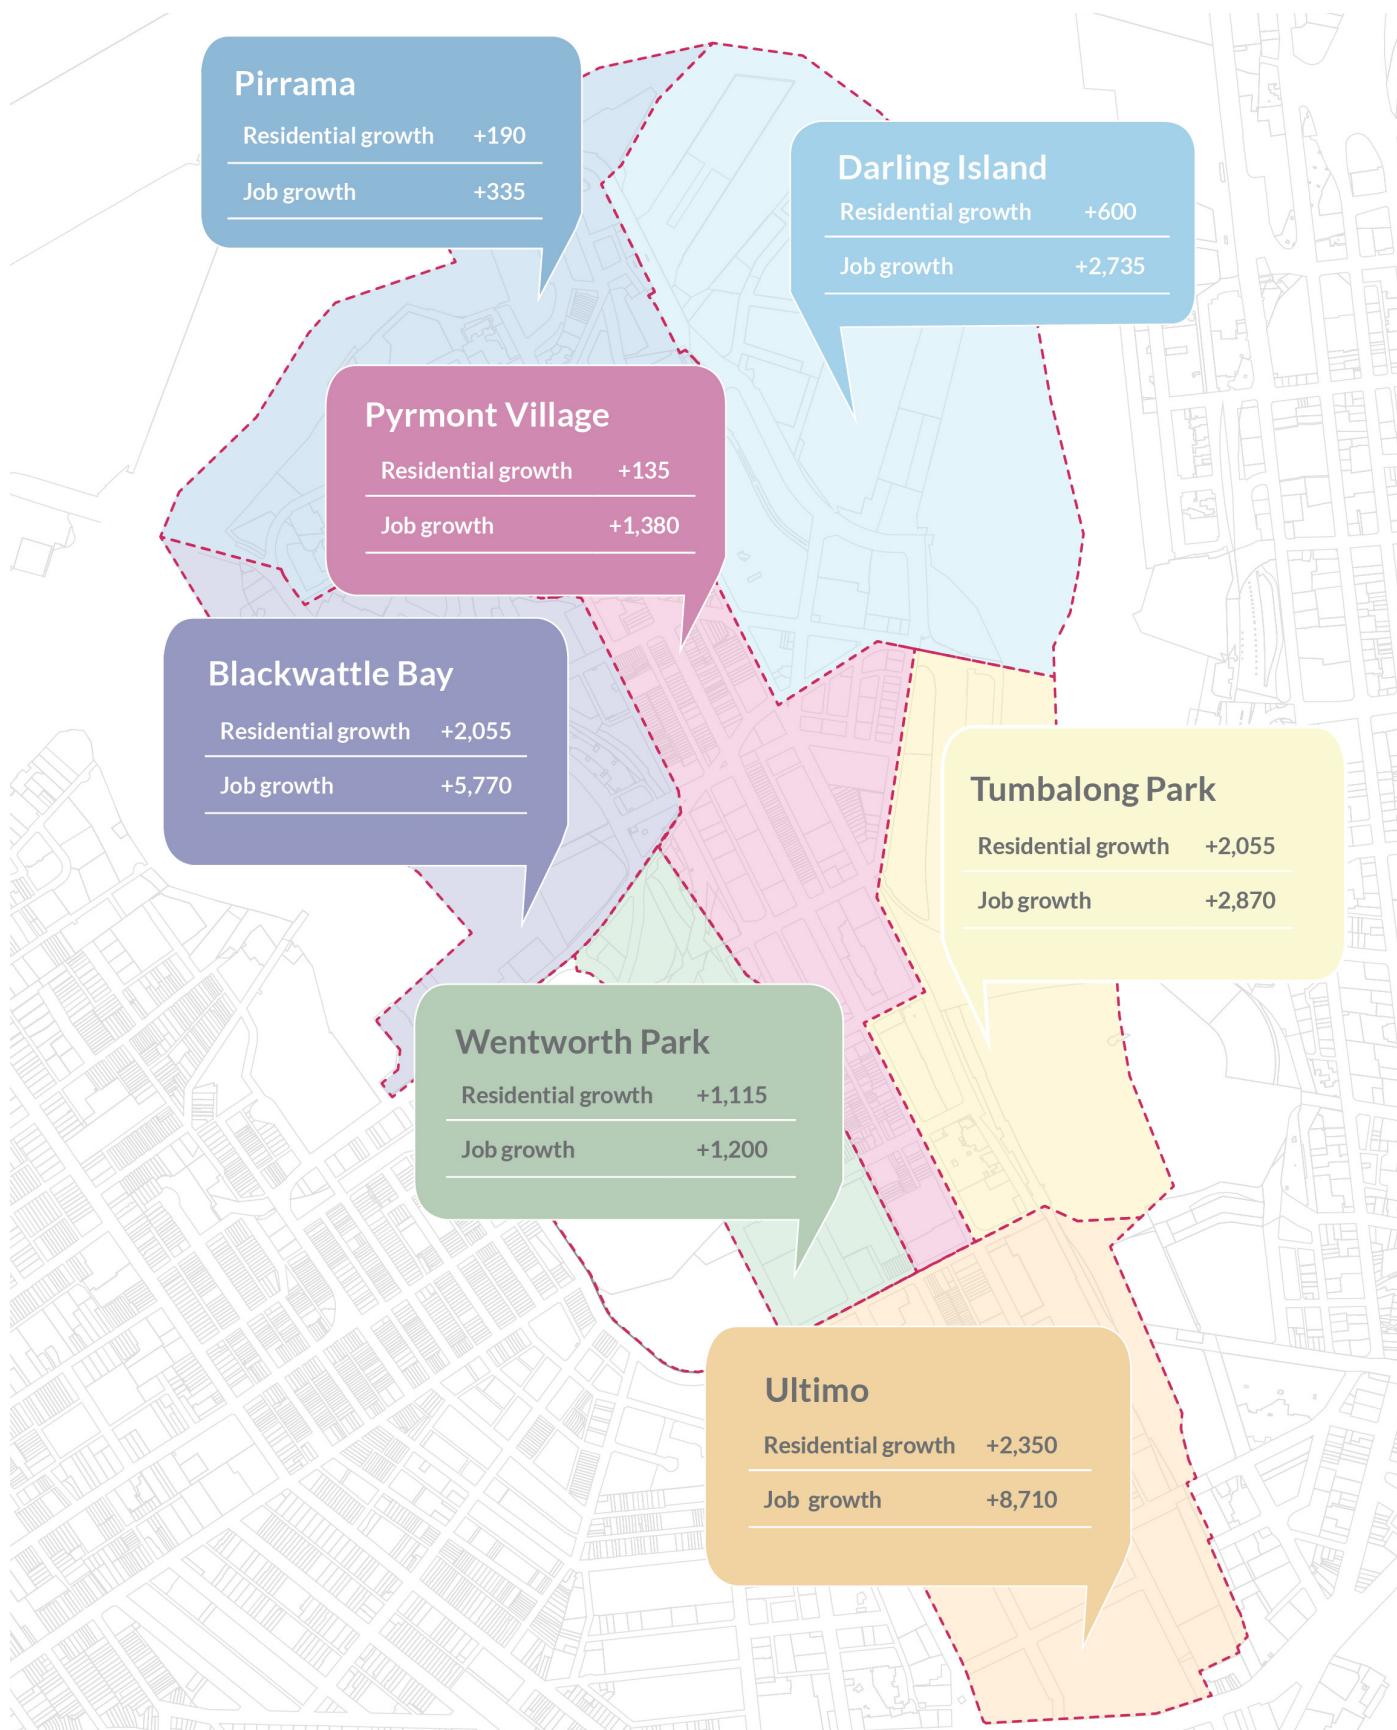 Pirrama
Residential growth +190
Job growth +335
Darling Island
Residential growth +600
Job growth +2,735
Pyrmont Village
Residential growth +135
Job growth +1,380
Blackwattle Bay
Residential growth +2,055
Job growth +5,770
Tumbalong Park
Residential growth +2,055
Job growth +2,870
Wentworth Park
Residential growth +1,115
Job growth +1,200
Ultimo
Residential growth +2,350
Job growth +8,710